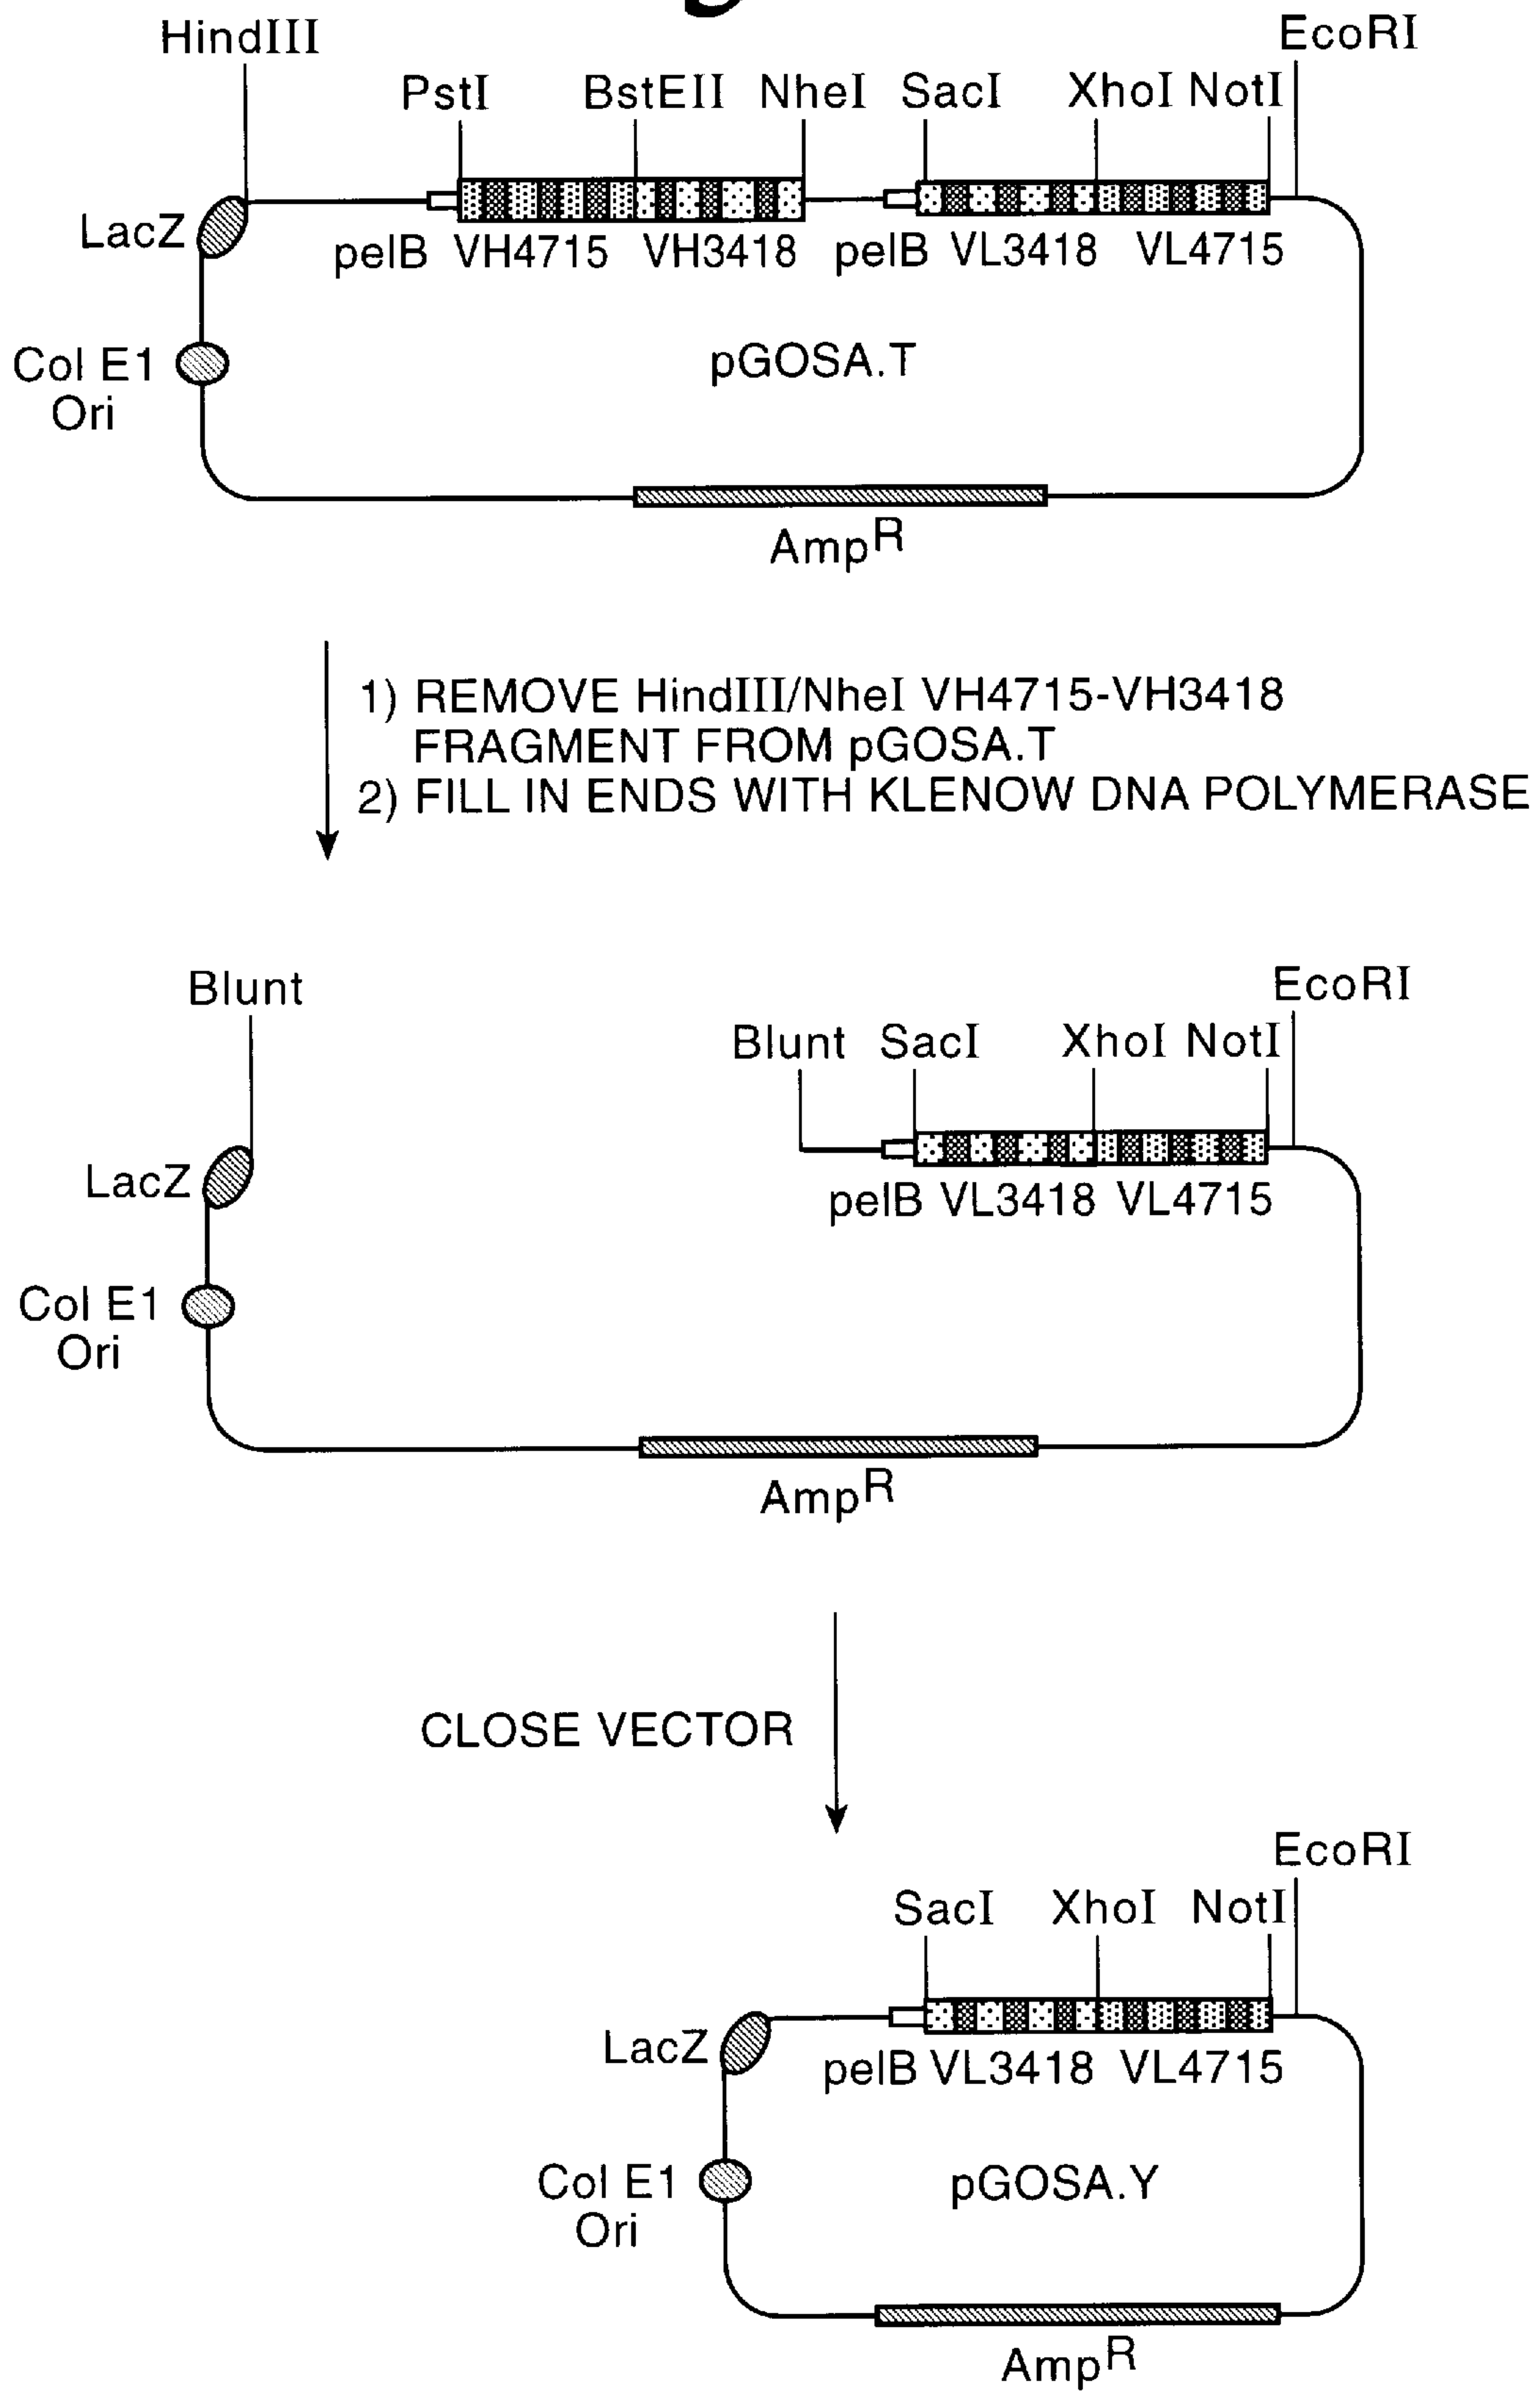 HindIII
EcoRI
PstI BstEII NheI SacI XhoI NotI
LacZ
pelB VH4715 VH3418 pelB VL3418 VL4715
Col E1
Ori
pGOSA.T
AmpR
1) REMOVE HindIII/NheI VH4715-VH3418
FRAGMENT FROM pGOSA.T
2) FILL IN ENDS WITH KLENOW DNA POLYMERASE
Blunt
EcoRI
Blunt SacI XhoI NotI
LacZ
pelB VL3418 VL4715
Col E1
Ori
AmpR
CLOSE VECTOR
EcoRI
SacI XhoI NotI
LacZ
pelB VL3418 VL4715
Col E1
Ori
pGOSA.Y
AmpR